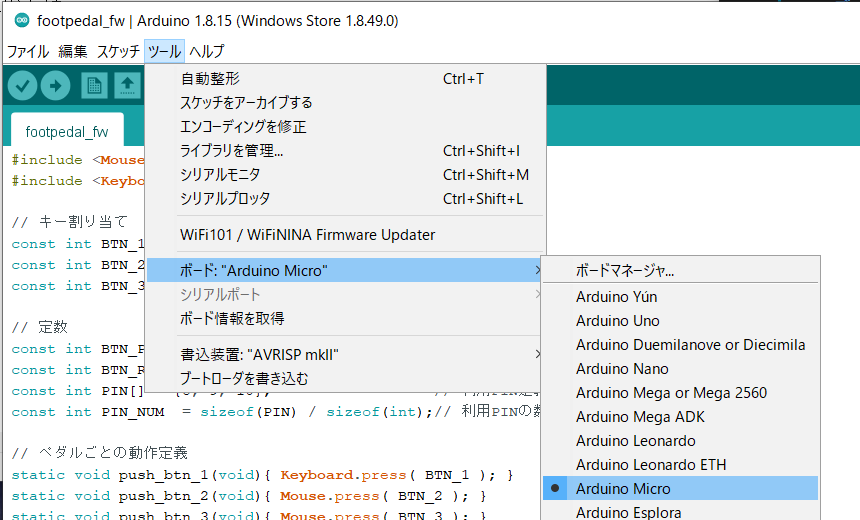 footpedal_fw | Arduino 1.8.15 (Windows Store 1.8.49.0)
ファイル 編集 スケッチ ツール ヘルプ
自動整形 Ctrl+T
スケッチをアーカイブする
エンコーディングを修正
ライブラリを管理... Ctrl+Shift+I
シリアルモニタ Ctrl+Shift+M
シリアルプロッタ Ctrl+Shift+L
WiFi101 / WiFiNINA Firmware Updater
ボード: "Arduino Micro"
シリアルポート
ボード情報を取得
書込装置: "AVRISP mkII"
ブートローダを書き込む
ボードマネージャ...
Arduino Yún
Arduino Uno
Arduino Duemilanove or Diecimila
Arduino Nano
Arduino Mega or Mega 2560
Arduino Mega ADK
Arduino Leonardo
Arduino Leonardo ETH
Arduino Micro
Arduino Esplora
footpedal_fw
#include <Mouse
#include <Keybo
// キー割り当て
const int BTN_1
const int BTN_2
const int BTN_3
// 定数
const int BTN_P
const int BTN_R
const int PIN[]
const int PIN_NUM = sizeof(PIN) / sizeof(int);// 利用PINの数
// ペダルごとの動作定義
static void push_btn_1(void){ Keyboard.press( BTN_1 ); }
static void push_btn_2(void){ Mouse.press( BTN_2 ); }
static void push_btn_3(void){ Mouse.press( BTN_3 ); }